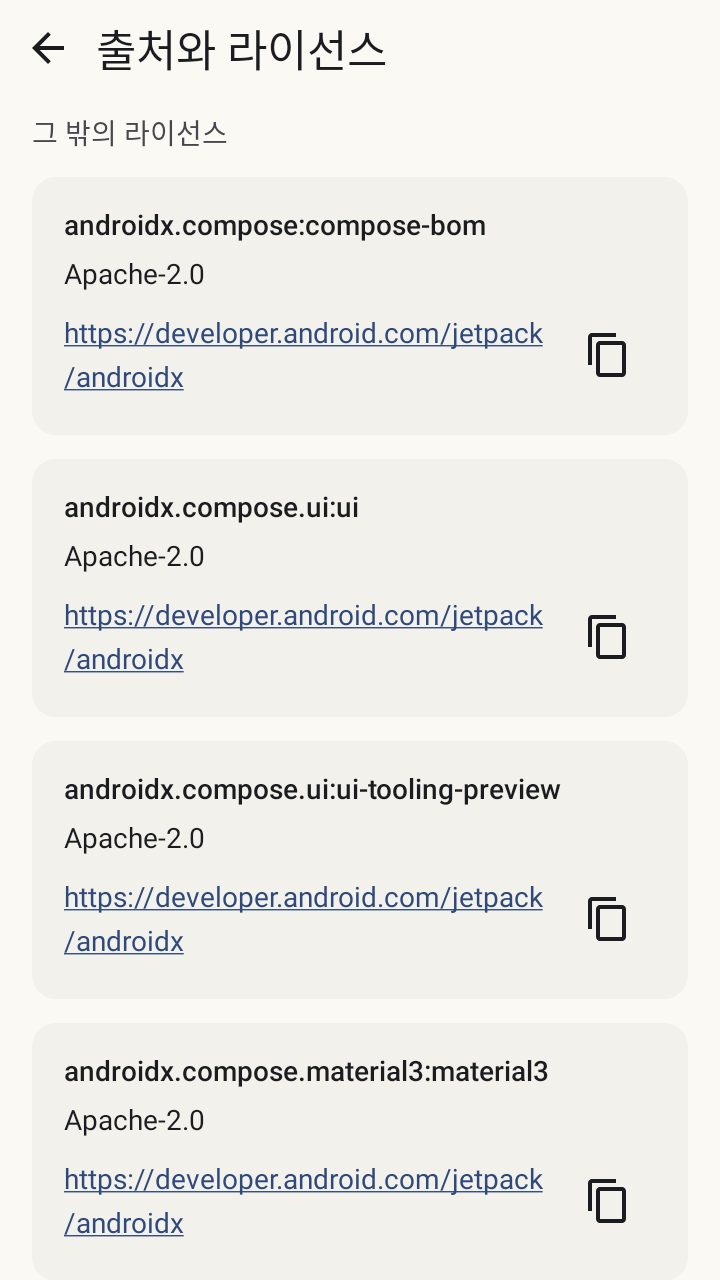 출처와 라이선스
그 밖의 라이선스
androidx.compose:compose-bom
Apache-2.0
https://developer.android.com/jetpack
/androidx
androidx.compose.ui:ui
Apache-2.0
https://developer.android.com/jetpack
/androidx
androidx.compose.ui:ui-tooling-preview
Apache-2.0
https://developer.android.com/jetpack
/androidx
androidx.compose.material3:material3
Apache-2.0
https://developer.android.com/jetpack
/androidx